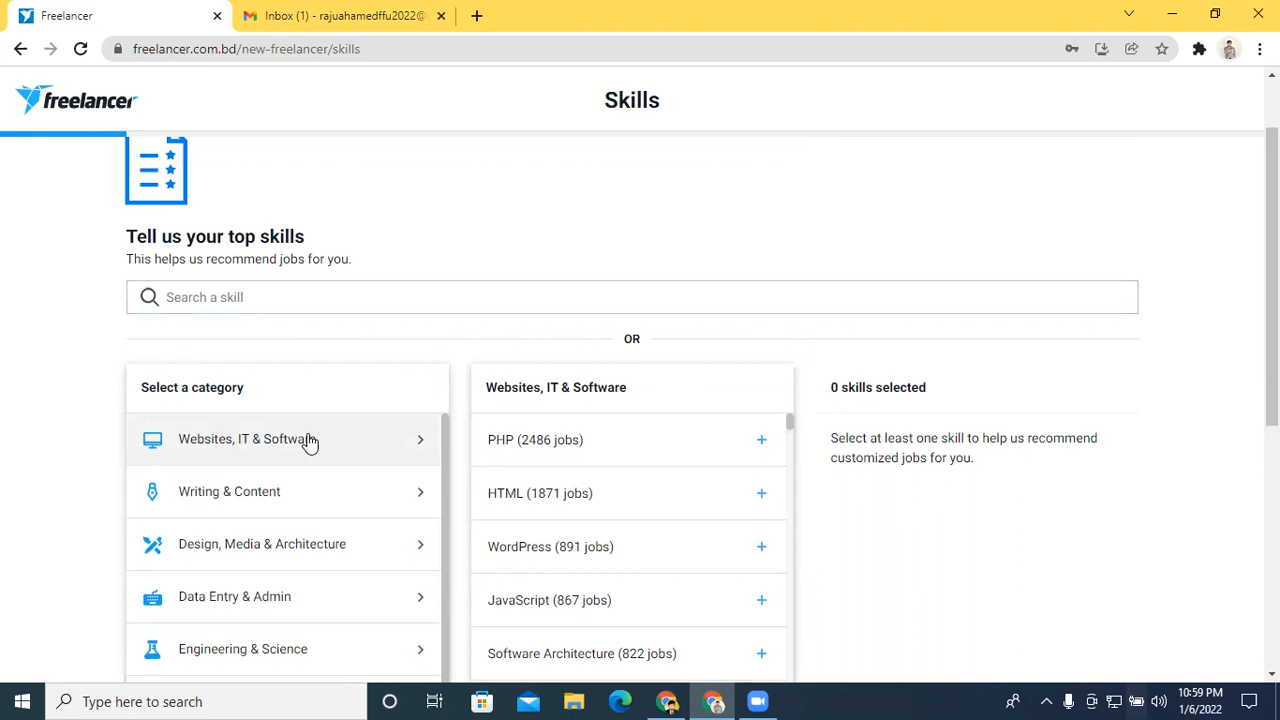 Freelancer
Inbox (1) - rajuahamedffu2022@
freelancer.com.bd/new-freelancer/skills
freelancer
Skills
Tell us your top skills
This helps us recommend jobs for you.
Search a skill
OR
Select a category
Websites, IT & Software
Writing & Content
Design, Media & Architecture
Data Entry & Admin
Engineering & Science
Websites, IT & Software
PHP (2486 jobs)
HTML (1871 jobs)
WordPress (891 jobs)
JavaScript (867 jobs)
Software Architecture (822 jobs)
0 skills selected
Select at least one skill to help us recommend
customized jobs for you.
Type here to search
10:59 PM
1/6/2022